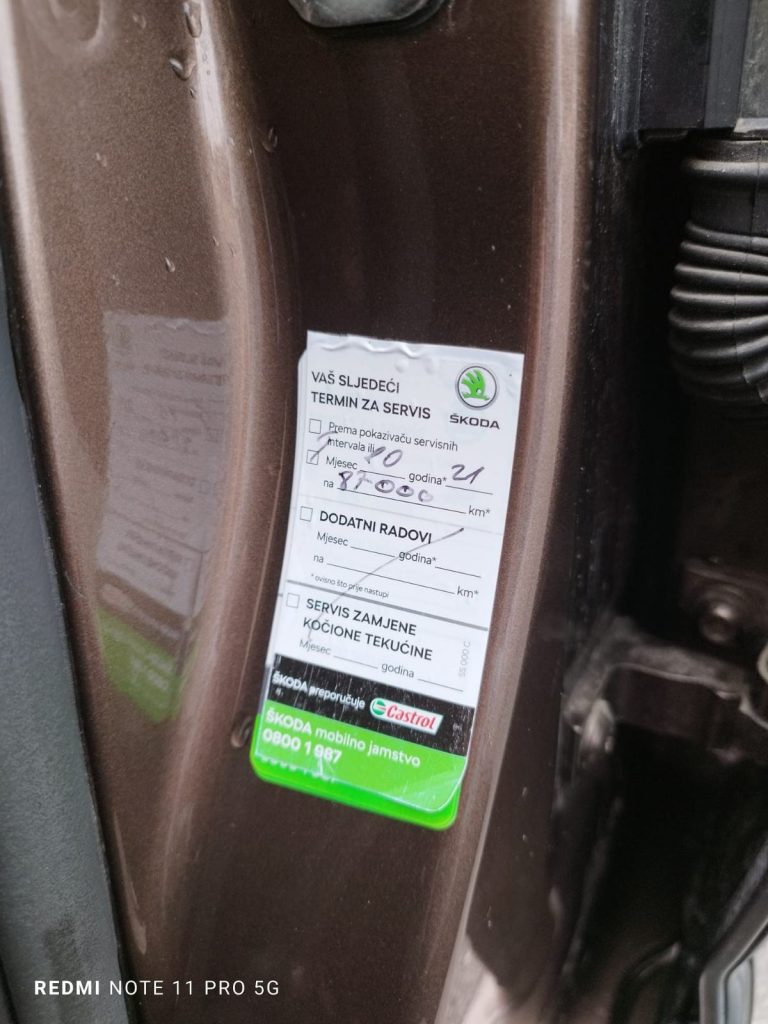 VAŠ SLJEDEĆI
TERMIN ZA SERVIS
ŠKODA
Prema pokazivaču servisnih
intervala ili
Mjesec 10 godina* 21
na 87000 km*
DODATNI RADOVI
Mjesec godina*
na km*
* ovisno što prije nastupi
SERVIS ZAMJENE
KOČIONE TEKUĆINE
Mjesec godina
ŠKODA preporučuje Castrol
ŠKODA mobilno jamstvo
0800 1 987
REDMI NOTE 11 PRO 5G